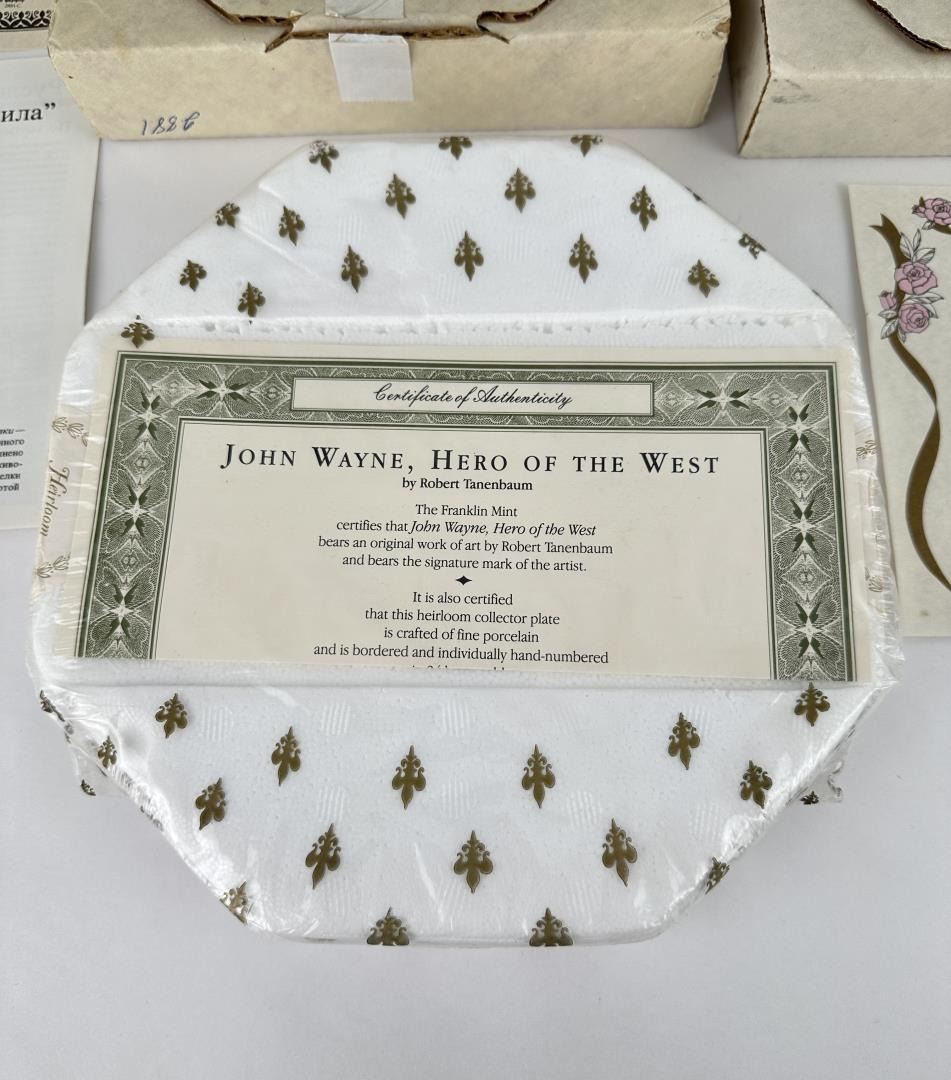 ила”
188
Certificate of Authenticity
JOHN WAYNE, HERO OF THE WEST
by Robert Tanenbaum
The Franklin Mint
certifies that John Wayne, Hero of the West
bears an original work of art by Robert Tanenbaum
and bears the signature mark of the artist.
It is also certified
that this heirloom collector plate
is crafted of fine porcelain
and is bordered and individually hand-numbered
Heirloom